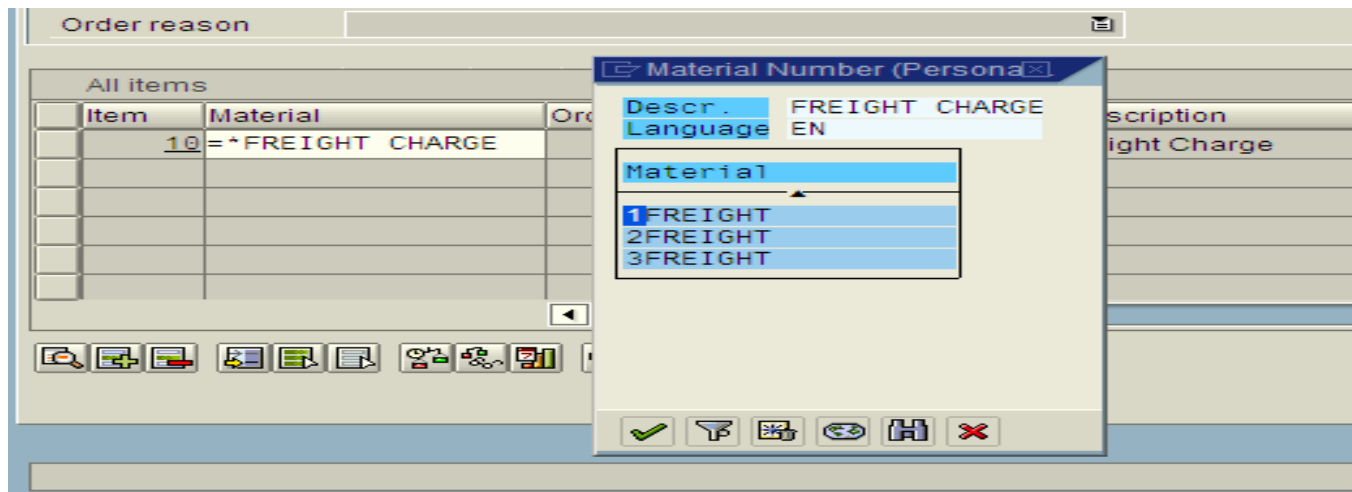 Order reason
Material Number (Persona
All items
Descr. FREIGHT CHARGE
Language EN
Item Material Ord scription
10 =*FREIGHT CHARGE ight Charge
Material
1FREIGHT
2FREIGHT
3FREIGHT